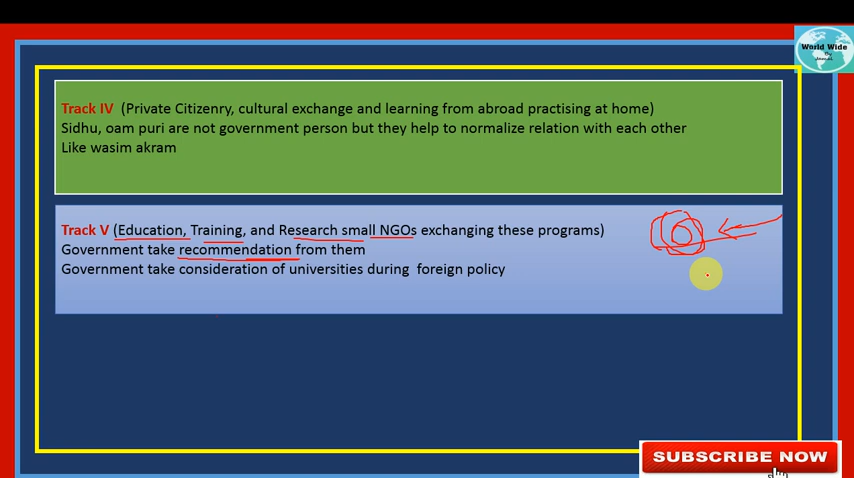 World Wide
By
Track IV (Private Citizenry, cultural exchange and learning from abroad practising at home)
Sidhu, oam puri are not government person but they help to normalize relation with each other
Like wasim akram
Track V (Education, Training, and Research small NGOs exchanging these programs)
Government take recommendation from them
Government take consideration of universities during foreign policy
SUBSCRIBE NOW